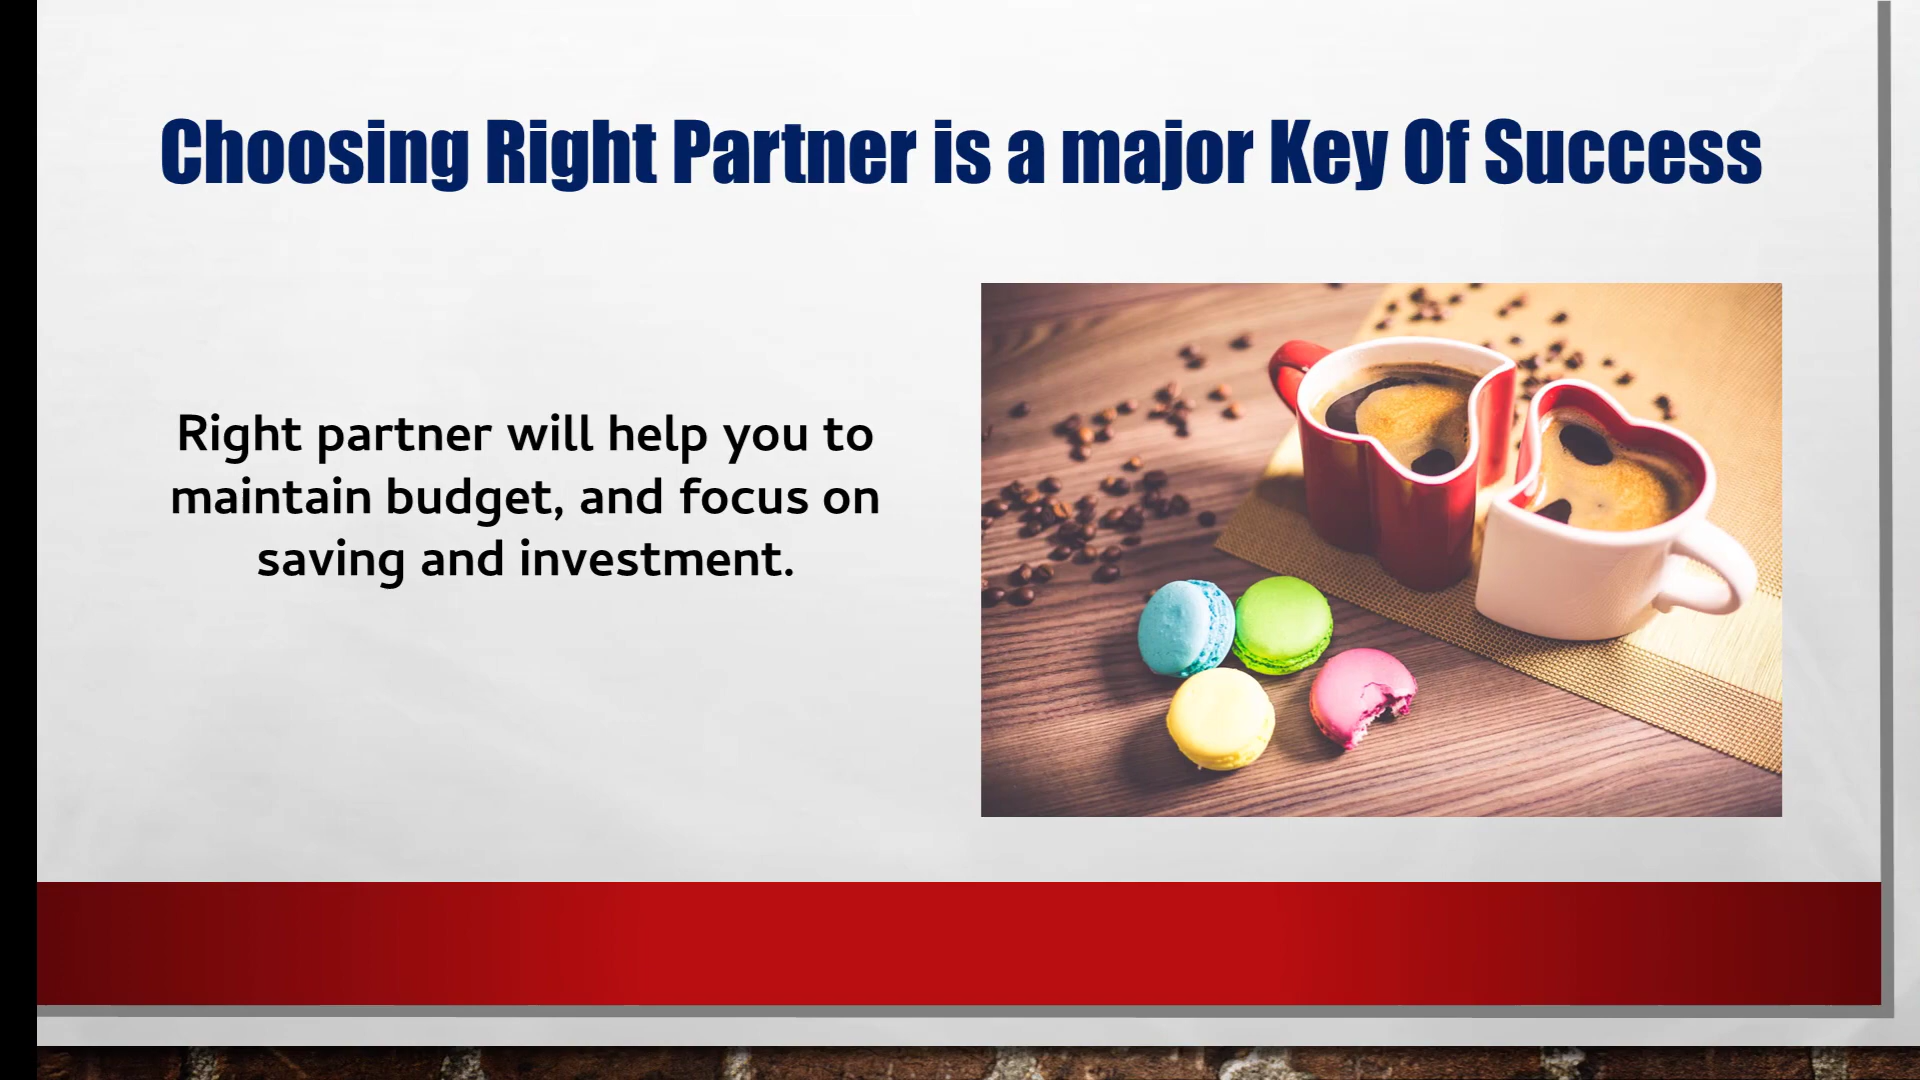 Choosing Right Partner is a major Key Of Success
Right partner will help you to
maintain budget, and focus on
saving and investment.